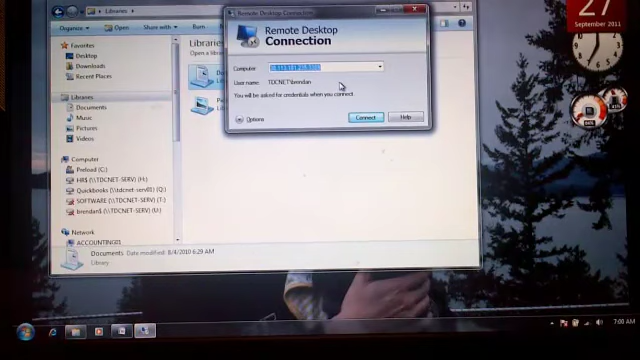 Libraries
Organize
Share with
Burn
Favorites
Desktop
Downloads
Recent Places
Libraries
Documents
Music
Pictures
Videos
Computer
Preload (C:)
HR$ (\\TDCNET-SERV) (H:)
Quickbooks (\\tdcnet-serv01) (Q:)
SOFTWARE (\\TDCNET-SERV) (S:)
brendan$ (\\TDCNET-SERV) (U:)
Network
ACCOUNTING01
Libraries
Open a library
Documents Date modified: 8/4/2010 6:29 AM
Library
Remote Desktop Connection
Remote Desktop
Connection
Computer:
User name: TDCNET\brendan
You will be asked for credentials when you connect.
Options
Connect
Help
27
September 2011
7:00 AM